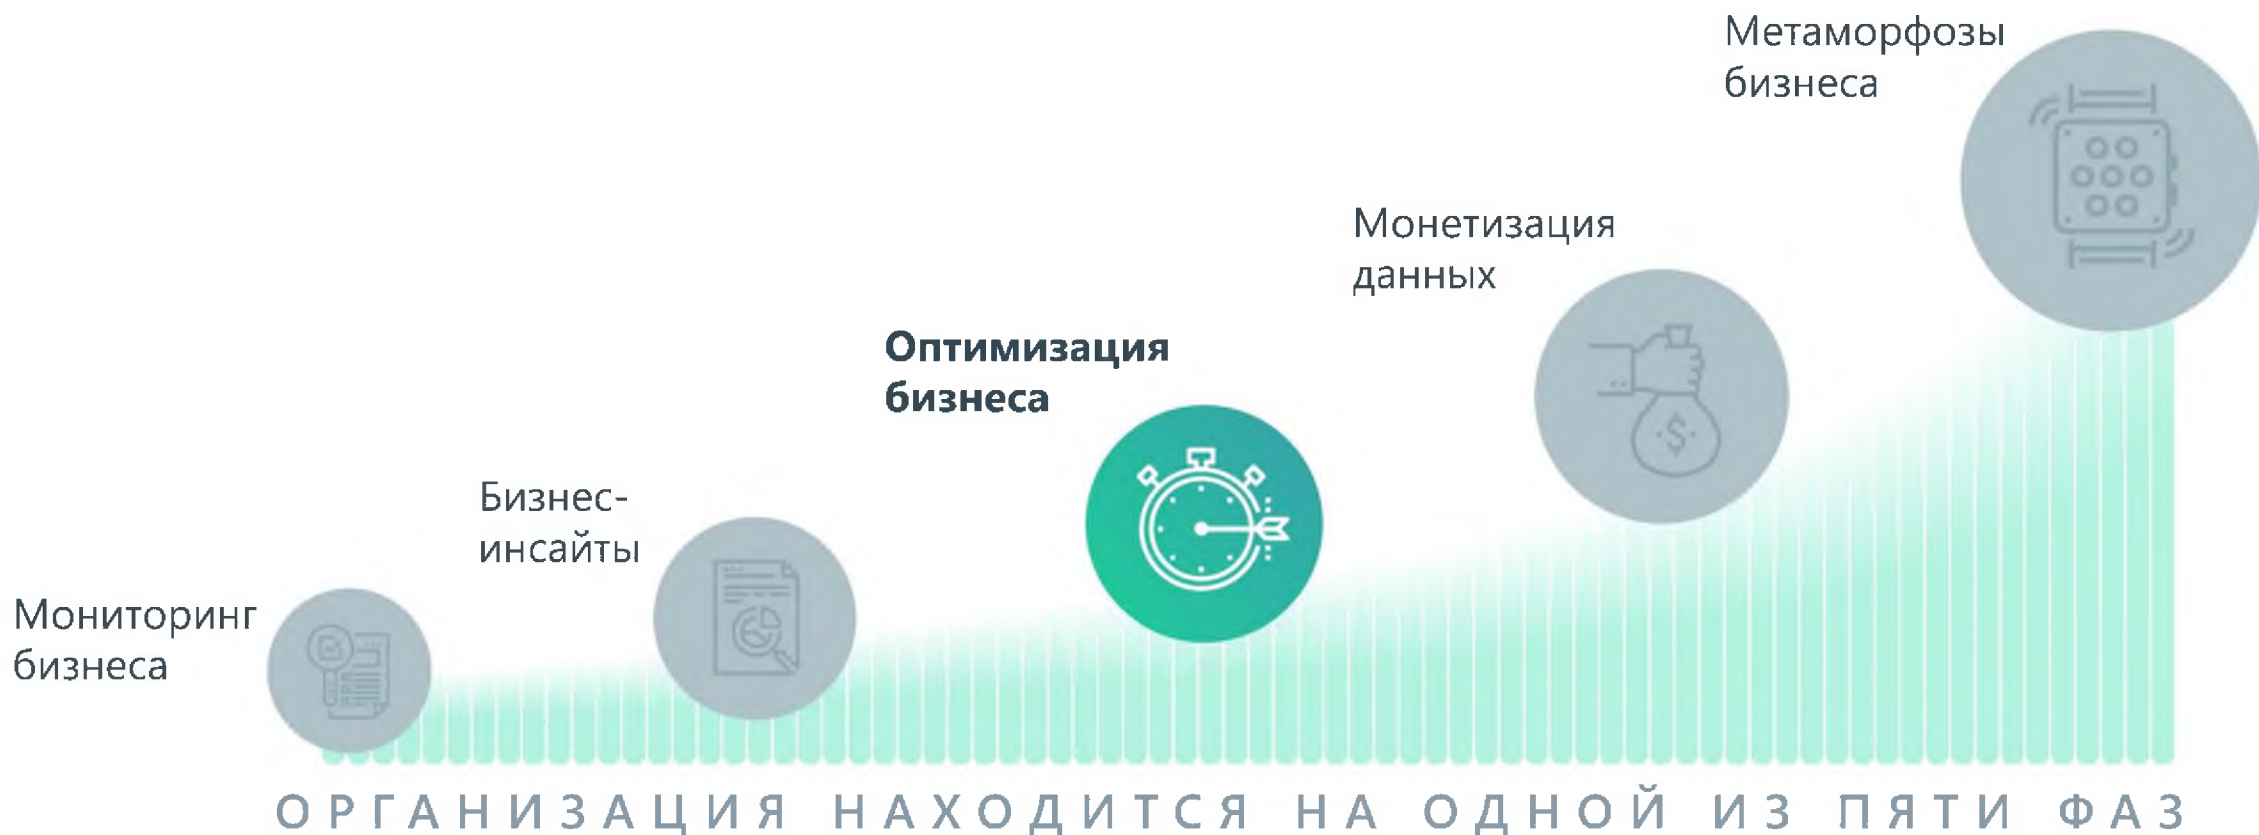 Мониторинг
бизнеса
Бизнес-
инсайты
Оптимизация
бизнеса
Монетизация
данных
Метаморфозы
бизнеса
$
ОРГАНИЗАЦИЯ НАХОДИТСЯ НА ОДНОЙ ИЗ ПЯТИ ФАЗ